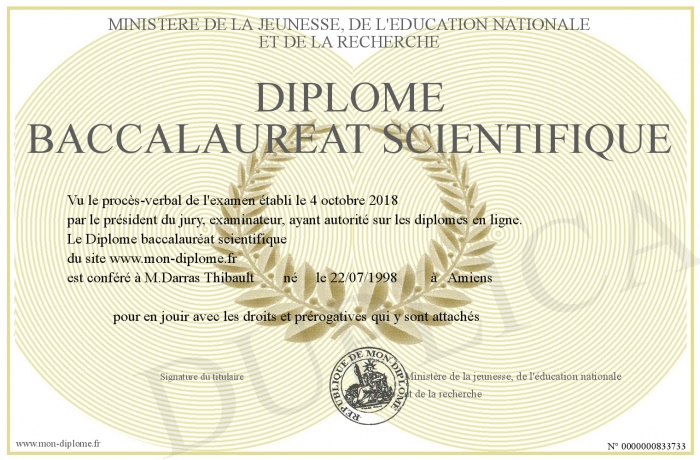 MINISTERE DE LA JEUNESSE, DE L'EDUCATION NATIONALE
ET DE LA RECHERCHE
DIPLOME
BACCALAUREAT SCIENTIFIQUE
Vu le procès-verbal de l'examen établi le 4 octobre 2018
par le président du jury, examinateur, ayant autorité sur les diplomes en ligne.
Le Diplome baccalauréat scientifique
du site www.mon-diplome.fr
est conféré à M.Darras Thibault né le 22/07/1998 à Amiens
pour en jouir avec les droits et prérogatives qui y sont attachés
Signature du titulaire
REPUBLIQUE DE MON DIPLOME
Ministère de la jeunesse, de l'éducation nationale
et de la recherche
www.mon-diplome.fr
N° 0000000833733
DUPLICA